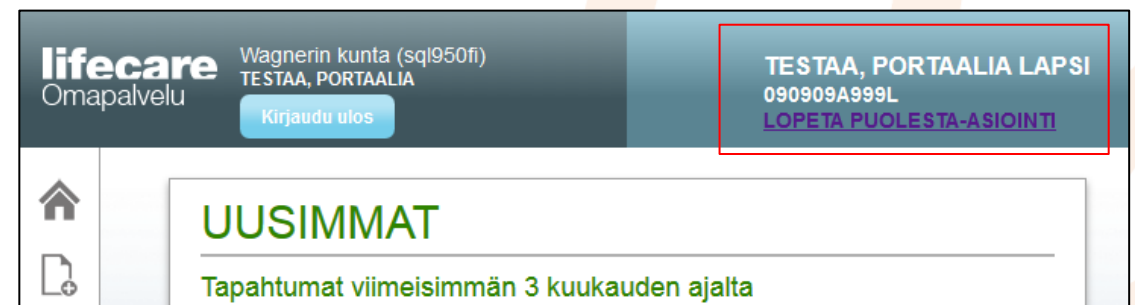 lifecare
Omapalvelu
Wagnerin kunta (sql950fi)
TESTAA, PORTAALIA
Kirjaudu ulos
TESTAA, PORTAALIA LAPSI
090909A999L
LOPETA PUOLESTA-ASIOINTI
UUSIMMAT
Tapahtumat viimeisimmän 3 kuukauden ajalta